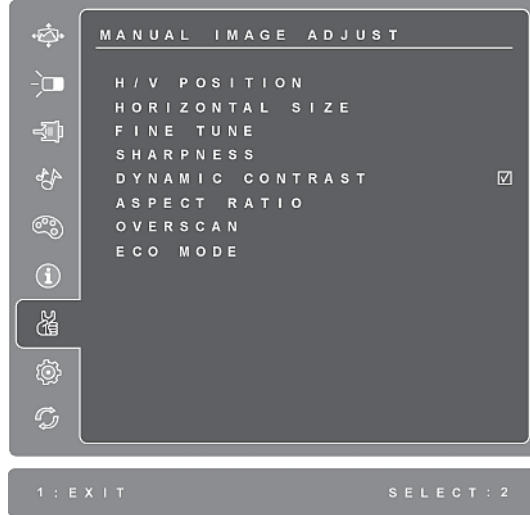 MANUAL IMAGE ADJUST
H/V POSITION
HORIZONTAL SIZE
FINE TUNE
SHARPNESS
DYNAMIC CONTRAST
ASPECT RATIO
OVERSCAN
ECO MODE
1:EXIT SELECT:2